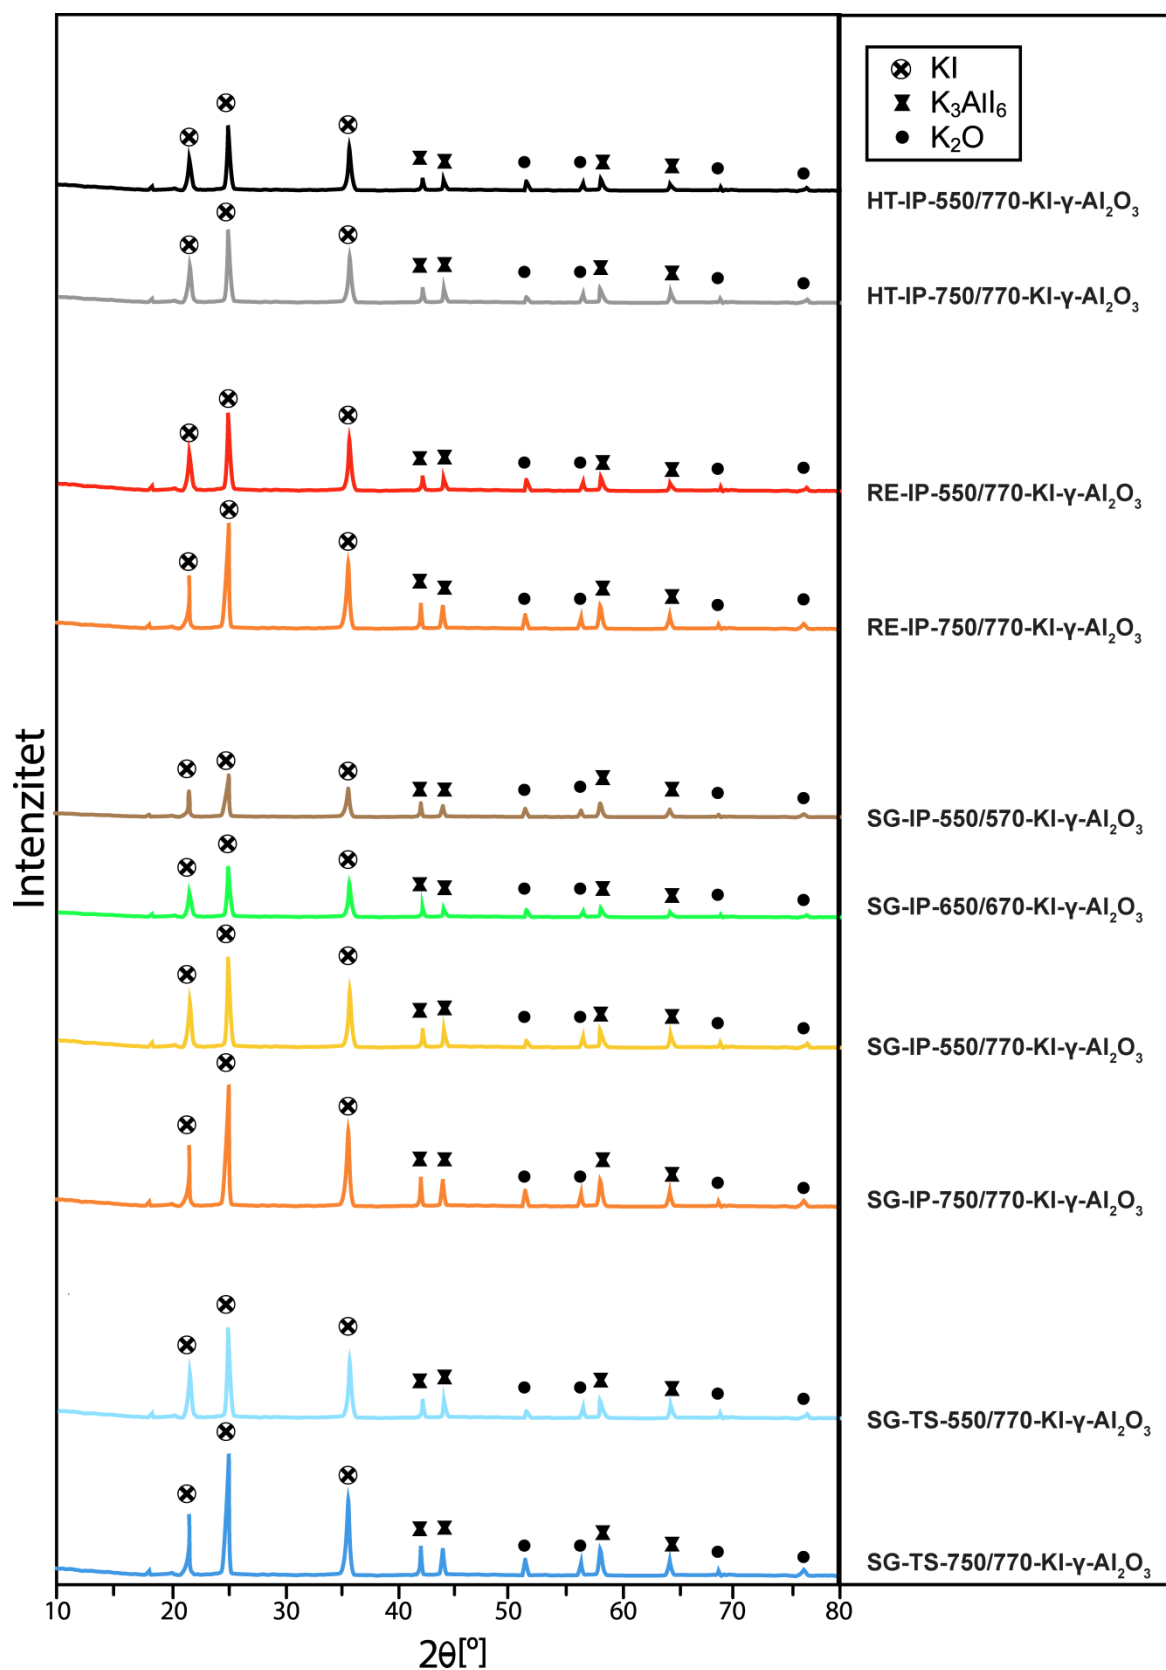 KI
K₃AlI₆
K₂O
HT-IP-550/770-KI-γ-Al₂O₃
HT-IP-750/770-KI-γ-Al₂O₃
RE-IP-550/770-KI-γ-Al₂O₃
RE-IP-750/770-KI-γ-Al₂O₃
SG-IP-550/570-KI-γ-Al₂O₃
SG-IP-650/670-KI-γ-Al₂O₃
SG-IP-550/770-KI-γ-Al₂O₃
SG-IP-750/770-KI-γ-Al₂O₃
SG-TS-550/770-KI-γ-Al₂O₃
SG-TS-750/770-KI-γ-Al₂O₃
Intenzitet
10 20 30 40 50 60 70 80
2θ[º]